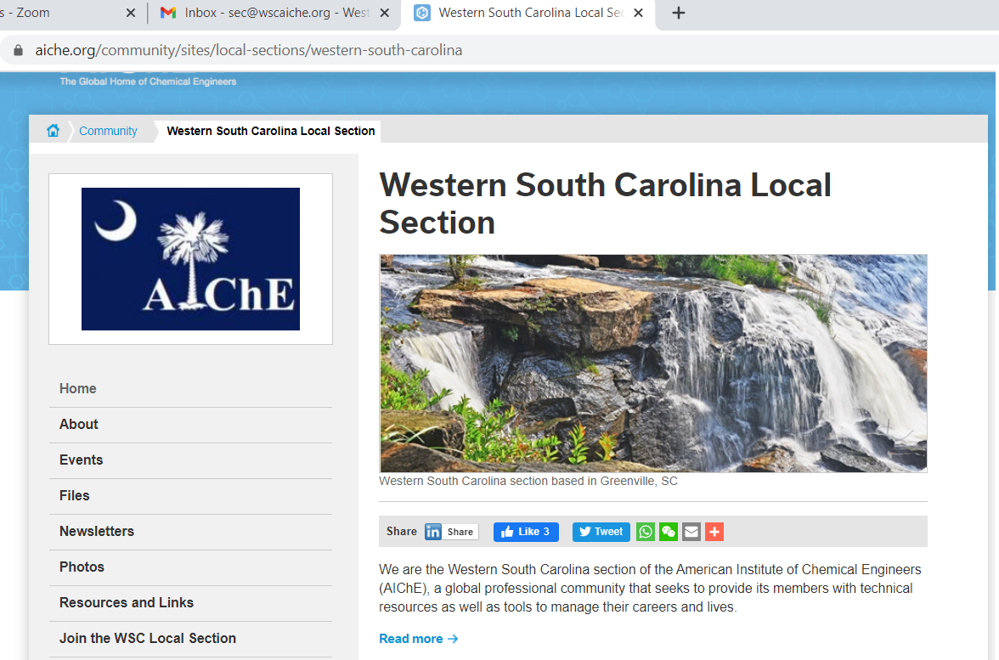 s - Zoom
Inbox - sec@wscaiche.org - West
Western South Carolina Local Sec
aiche.org/community/sites/local-sections/western-south-carolina
The Global Home of Chemical Engineers
Community
Western South Carolina Local Section
AIChE
Home
About
Events
Files
Newsletters
Photos
Resources and Links
Join the WSC Local Section
Western South Carolina Local
Section
Western South Carolina section based in Greenville, SC
Share in Share Like 3 Tweet
We are the Western South Carolina section of the American Institute of Chemical Engineers
(AIChE), a global professional community that seeks to provide its members with technical
resources as well as tools to manage their careers and lives.
Read more